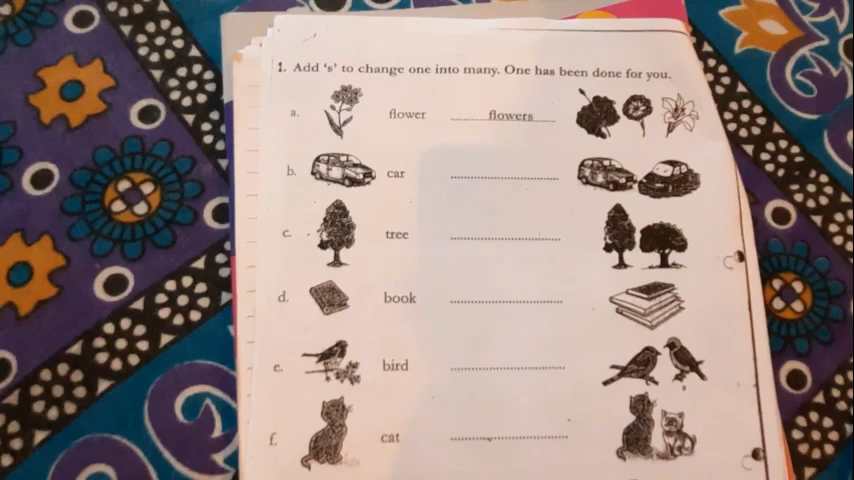 1. Add 's' to change one into many. One has been done for you.
a. flower flowers
b. car
c. tree
d. book
e. bird
f. cat